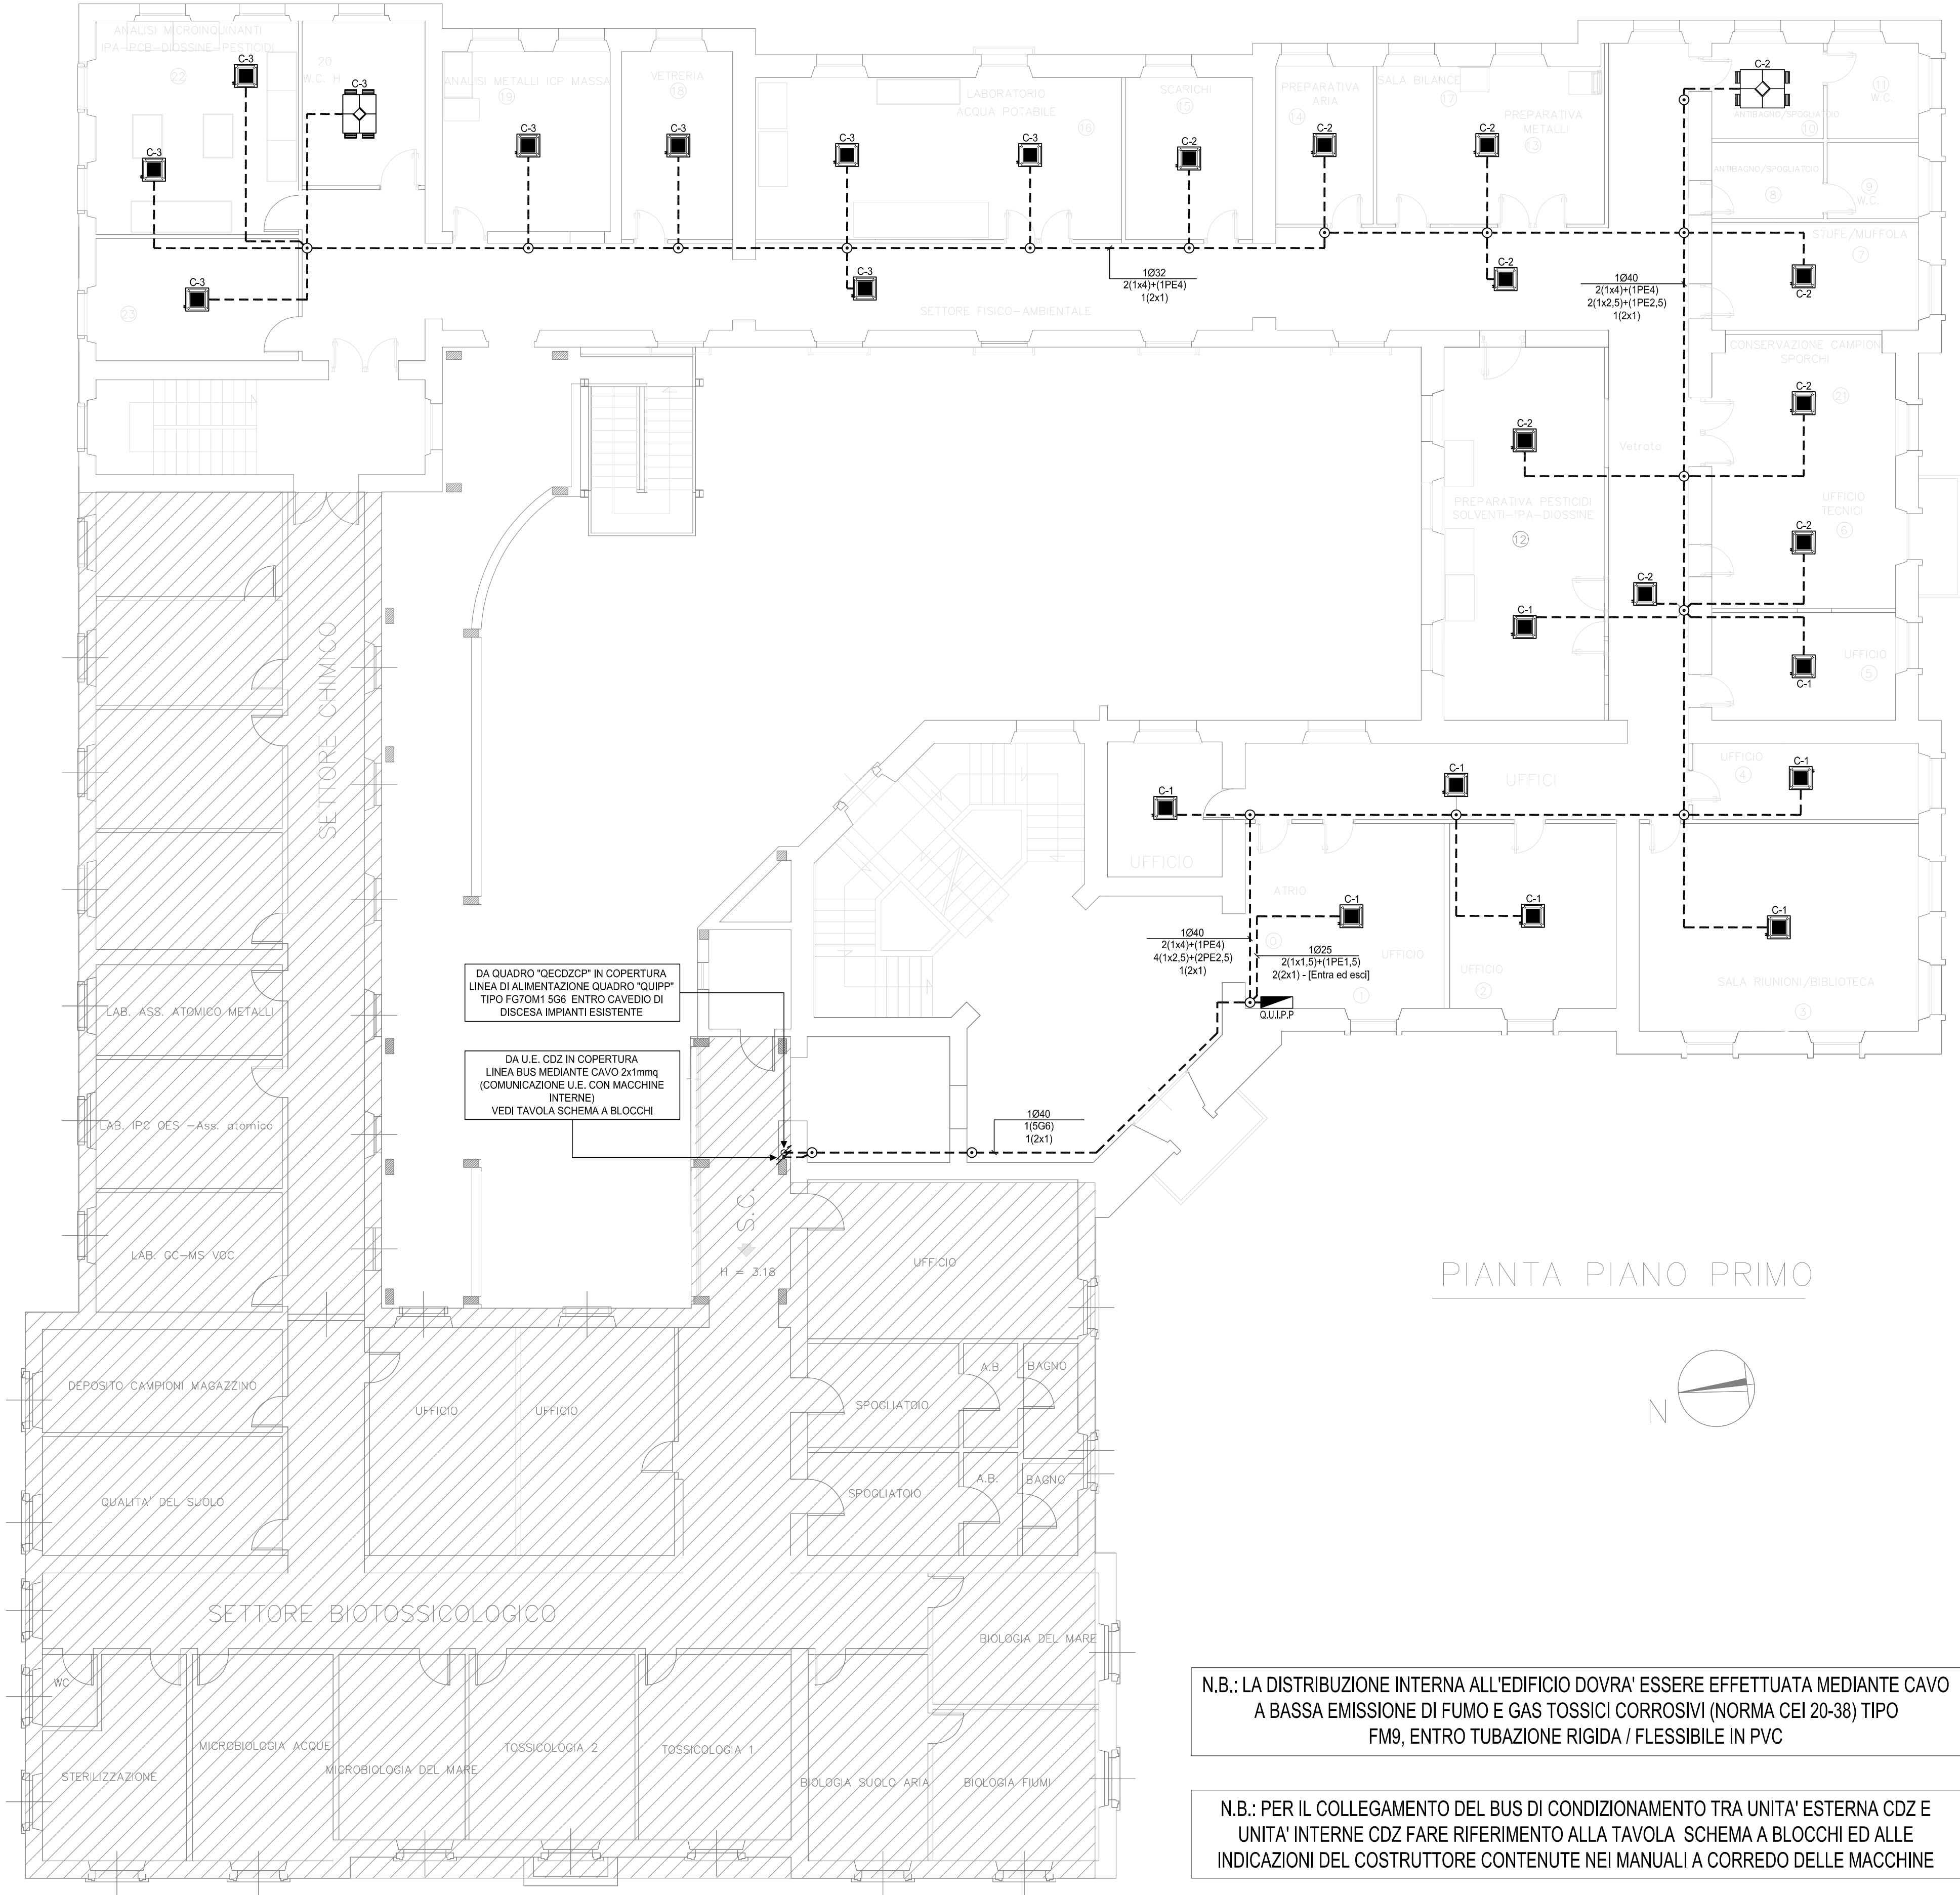 ANALISI MICROINQUINANTI
IPA-PCB-DIOSSINE-PESTICIDI
22
C-3
C-3
20
W.C. H
C-3
ANALISI METALLI ICP MASSA
19
C-3
VETRERIA
18
C-3
LABORATORIO
ACQUA POTABILE
16
C-3
C-3
C-3
SCARICHI
15
C-2
PREPARATIVA
ARIA
14
C-2
SALA BILANCE
17
C-2
PREPARATIVA
METALLI
13
C-2
C-2
ANTIBAGNO/SPOGLIATOIO
10
11
W.C.
ANTIBAGNO/SPOGLIATOIO
8
9
W.C.
STUFE/MUFFOLA
7
C-2
23
C-3
1Ø32
2(1x4)+(1PE4)
1(2x1)
1Ø40
2(1x4)+(1PE4)
2(1x2,5)+(1PE2,5)
1(2x1)
SETTORE FISICO-AMBIENTALE
CONSERVAZIONE CAMPIONI
SPORCHI
21
C-2
C-2
Vetrata
PREPARATIVA PESTICIDI
SOLVENTI-IPA-DIOSSINE
12
UFFICIO
TECNICI
6
C-2
C-2
C-1
UFFICIO
5
C-1
SETTORE CHIMICO
UFFICIO
4
C-1
UFFICI
C-1
C-1
UFFICIO
ATRIO
0
C-1
UFFICIO
1
C-1
UFFICIO
2
C-1
SALA RIUNIONI/BIBLIOTECA
3
1Ø40
2(1x4)+(1PE4)
4(1x2,5)+(2PE2,5)
1(2x1)
1Ø25
2(1x1,5)+(1PE1,5)
2(2x1) - [Entra ed esci]
Q.U.I.P.P
DA QUADRO "QECDZCP" IN COPERTURA
LINEA DI ALIMENTAZIONE QUADRO "QUIPP"
TIPO FG7OM1 5G6 ENTRO CAVEDIO DI
DISCESA IMPIANTI ESISTENTE
DA U.E. CDZ IN COPERTURA
LINEA BUS MEDIANTE CAVO 2x1mmq
(COMUNICAZIONE U.E. CON MACCHINE
INTERNE)
VEDI TAVOLA SCHEMA A BLOCCHI
1Ø40
1(5G6)
1(2x1)
LAB. ASS. ATOMICO METALLI
LAB. IPC OES -Ass. atomico
LAB. GC-MS VOC
S.C.
H = 3.18
UFFICIO
PIANTA PIANO PRIMO
N
DEPOSITO CAMPIONI MAGAZZINO
UFFICIO
UFFICIO
SPOGLIATOIO
A.B.
BAGNO
QUALITA' DEL SUOLO
SPOGLIATOIO
A.B.
BAGNO
SETTORE BIOTOSSICOLOGICO
BIOLOGIA DEL MARE
WC
STERILIZZAZIONE
MICROBIOLOGIA ACQUE
MICROBIOLOGIA DEL MARE
TOSSICOLOGIA 2
TOSSICOLOGIA 1
BIOLOGIA SUOLO ARIA
BIOLOGIA FIUMI
N.B.: LA DISTRIBUZIONE INTERNA ALL'EDIFICIO DOVRA' ESSERE EFFETTUATA MEDIANTE CAVO
A BASSA EMISSIONE DI FUMO E GAS TOSSICI CORROSIVI (NORMA CEI 20-38) TIPO
FM9, ENTRO TUBAZIONE RIGIDA / FLESSIBILE IN PVC
N.B.: PER IL COLLEGAMENTO DEL BUS DI CONDIZIONAMENTO TRA UNITA' ESTERNA CDZ E
UNITA' INTERNE CDZ FARE RIFERIMENTO ALLA TAVOLA SCHEMA A BLOCCHI ED ALLE
INDICAZIONI DEL COSTRUTTORE CONTENUTE NEI MANUALI A CORREDO DELLE MACCHINE